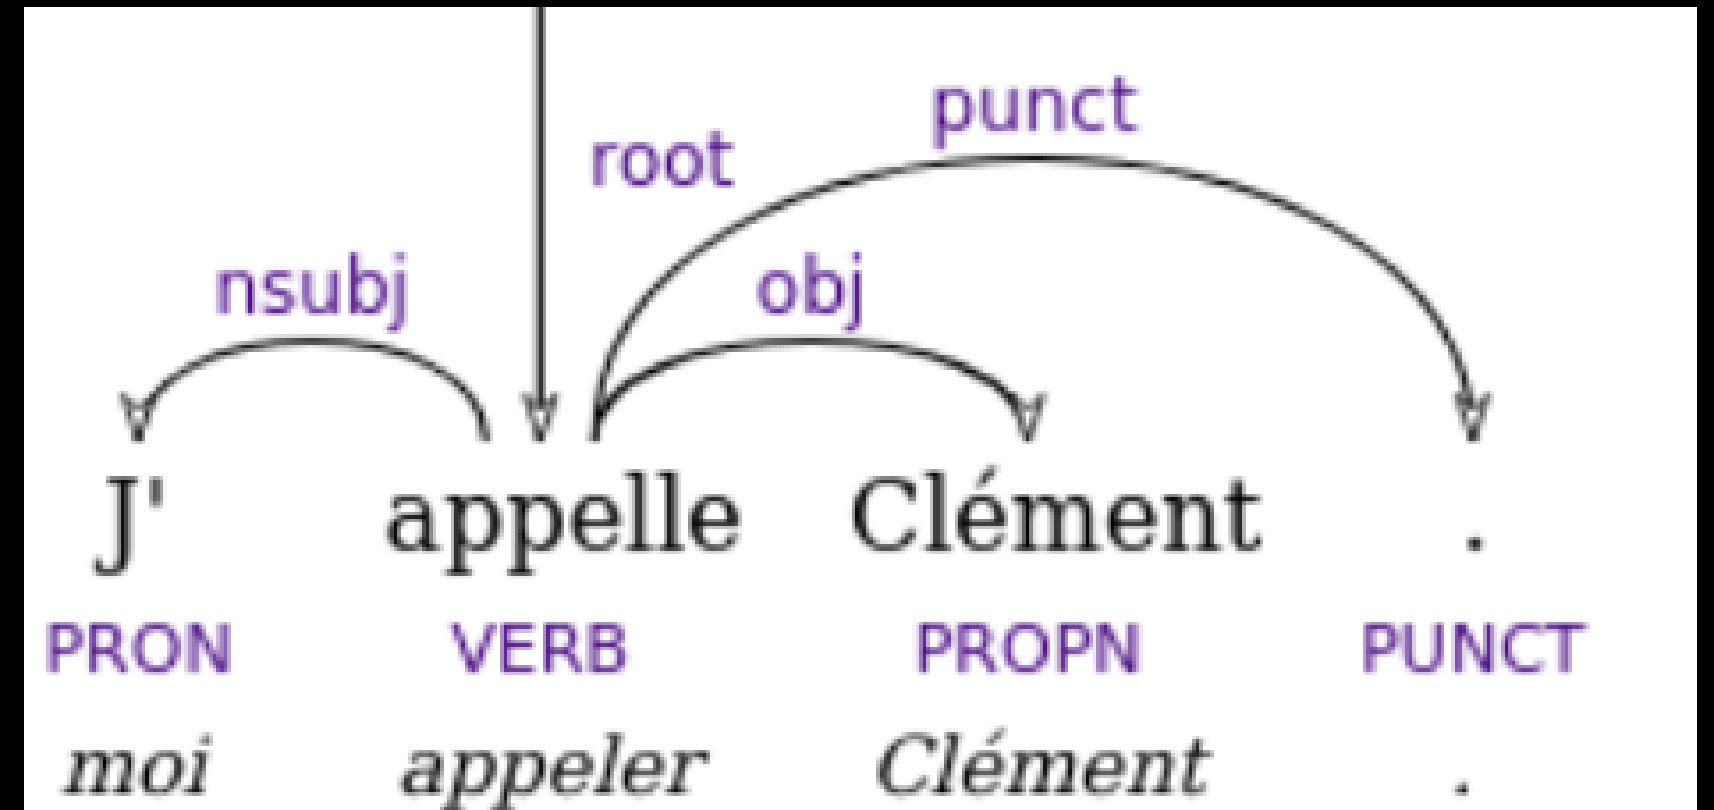 punct
root
nsubj obj
J' appelle Clément .
PRON VERB PROPN PUNCT
moi appeler Clément .